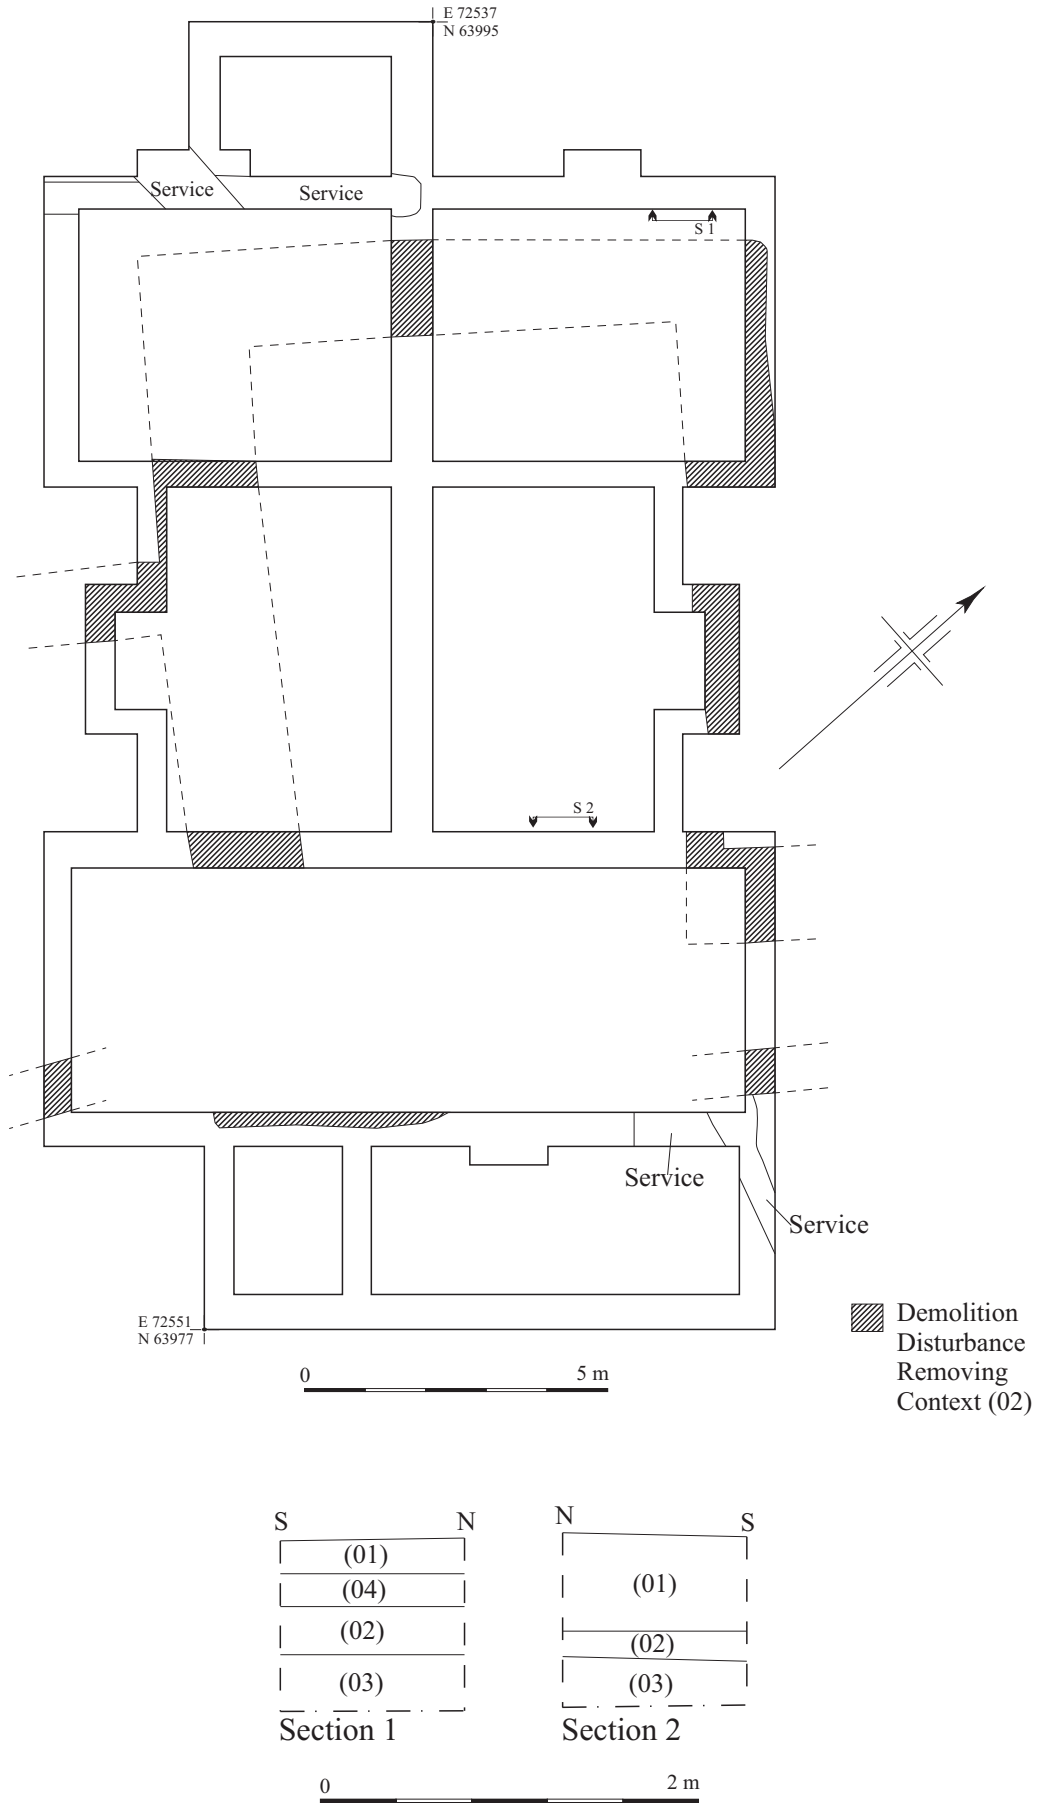 E 72537
N 63995
Service
Service
S 1
S 2
Service
Service
E 72551
N 63977
Demolition
Disturbance
Removing
Context (02)
0 5 m
S N
(01)
(04)
(02)
(03)
Section 1
N S
(01)
(02)
(03)
Section 2
0 2 m